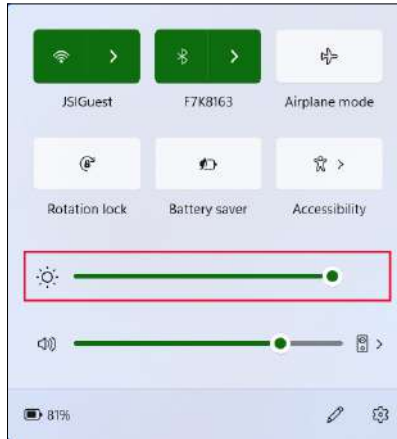 JSIGuest
F7K8163
Airplane mode
Rotation lock
Battery saver
Accessibility
81%